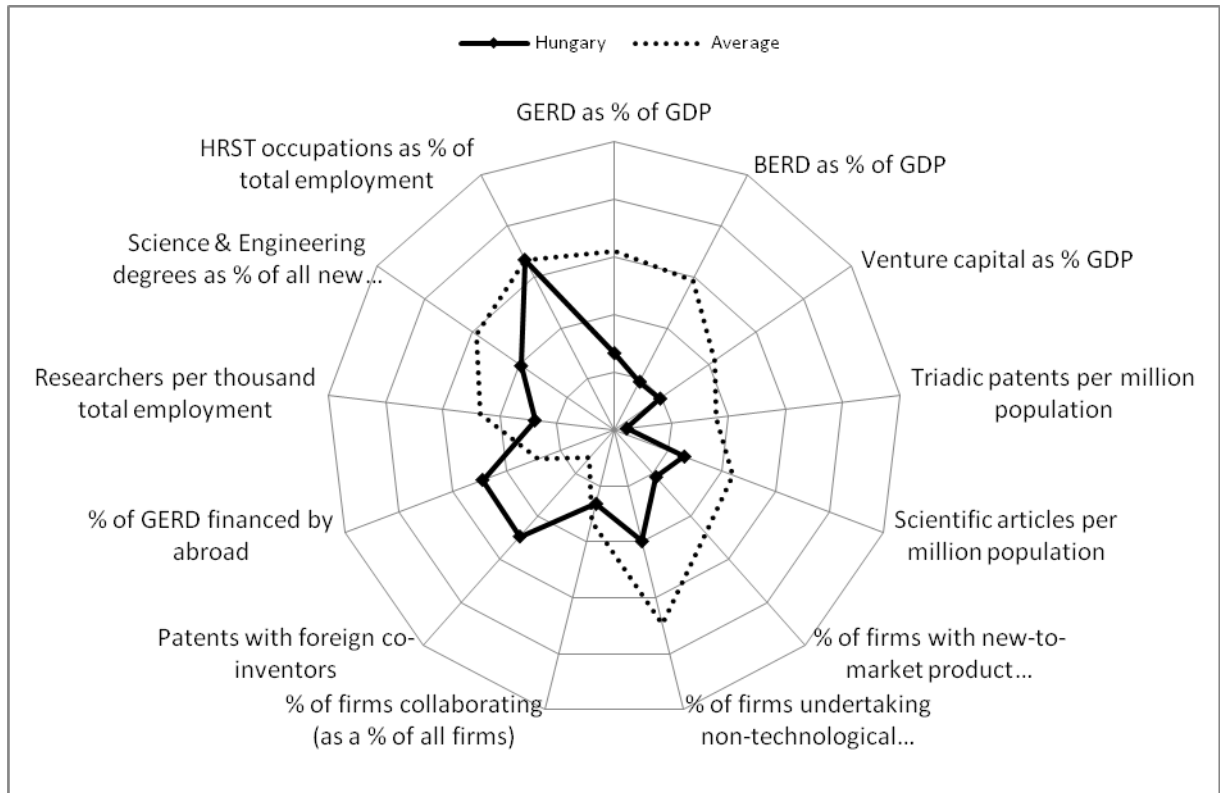 Hungary
Average
GERD as % of GDP
BERD as % of GDP
Venture capital as % GDP
Triadic patents per million
population
Scientific articles per
million population
% of firms with new-to-
market product...
% of firms undertaking
non-technological...
% of firms collaborating
(as a % of all firms)
Patents with foreign co-
inventors
% of GERD financed by
abroad
Researchers per thousand
total employment
Science & Engineering
degrees as % of all new...
HRST occupations as % of
total employment